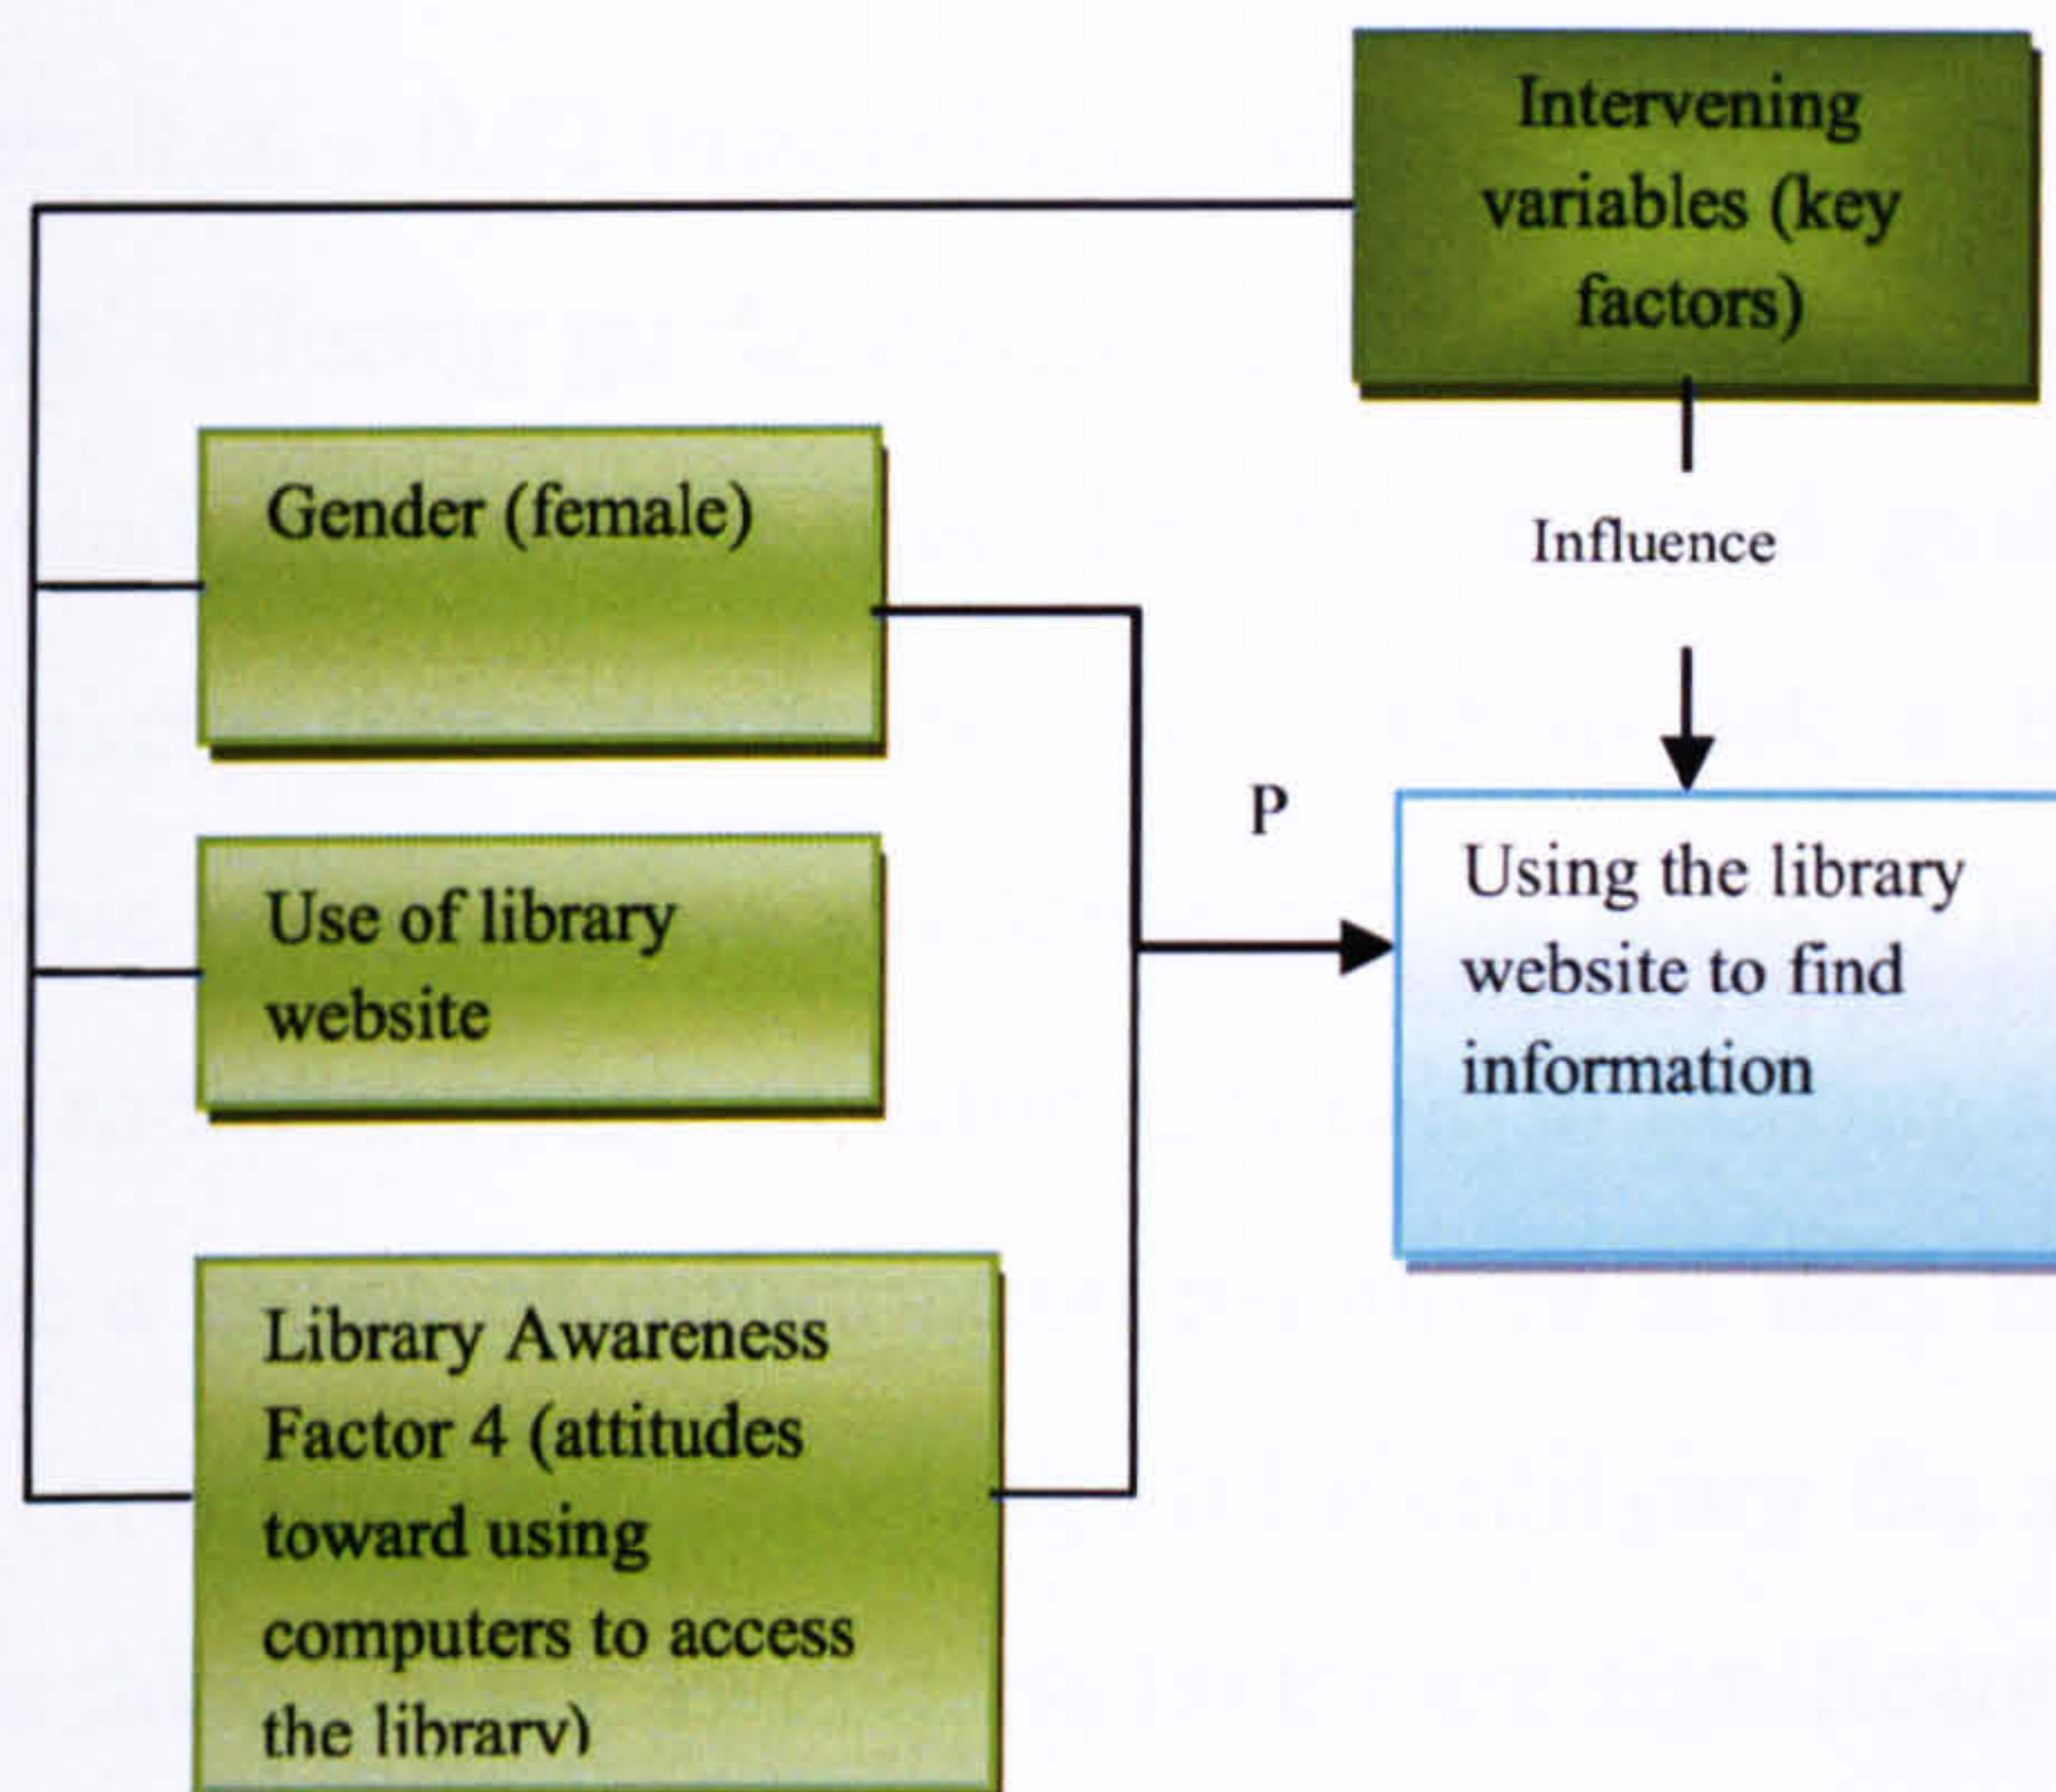 Intervening
variables (key
factors)
Gender (female)
Influence
P
Use of library
website
Using the library
website to find
information
Library Awareness
Factor 4 (attitudes
toward using
computers to access
the library)